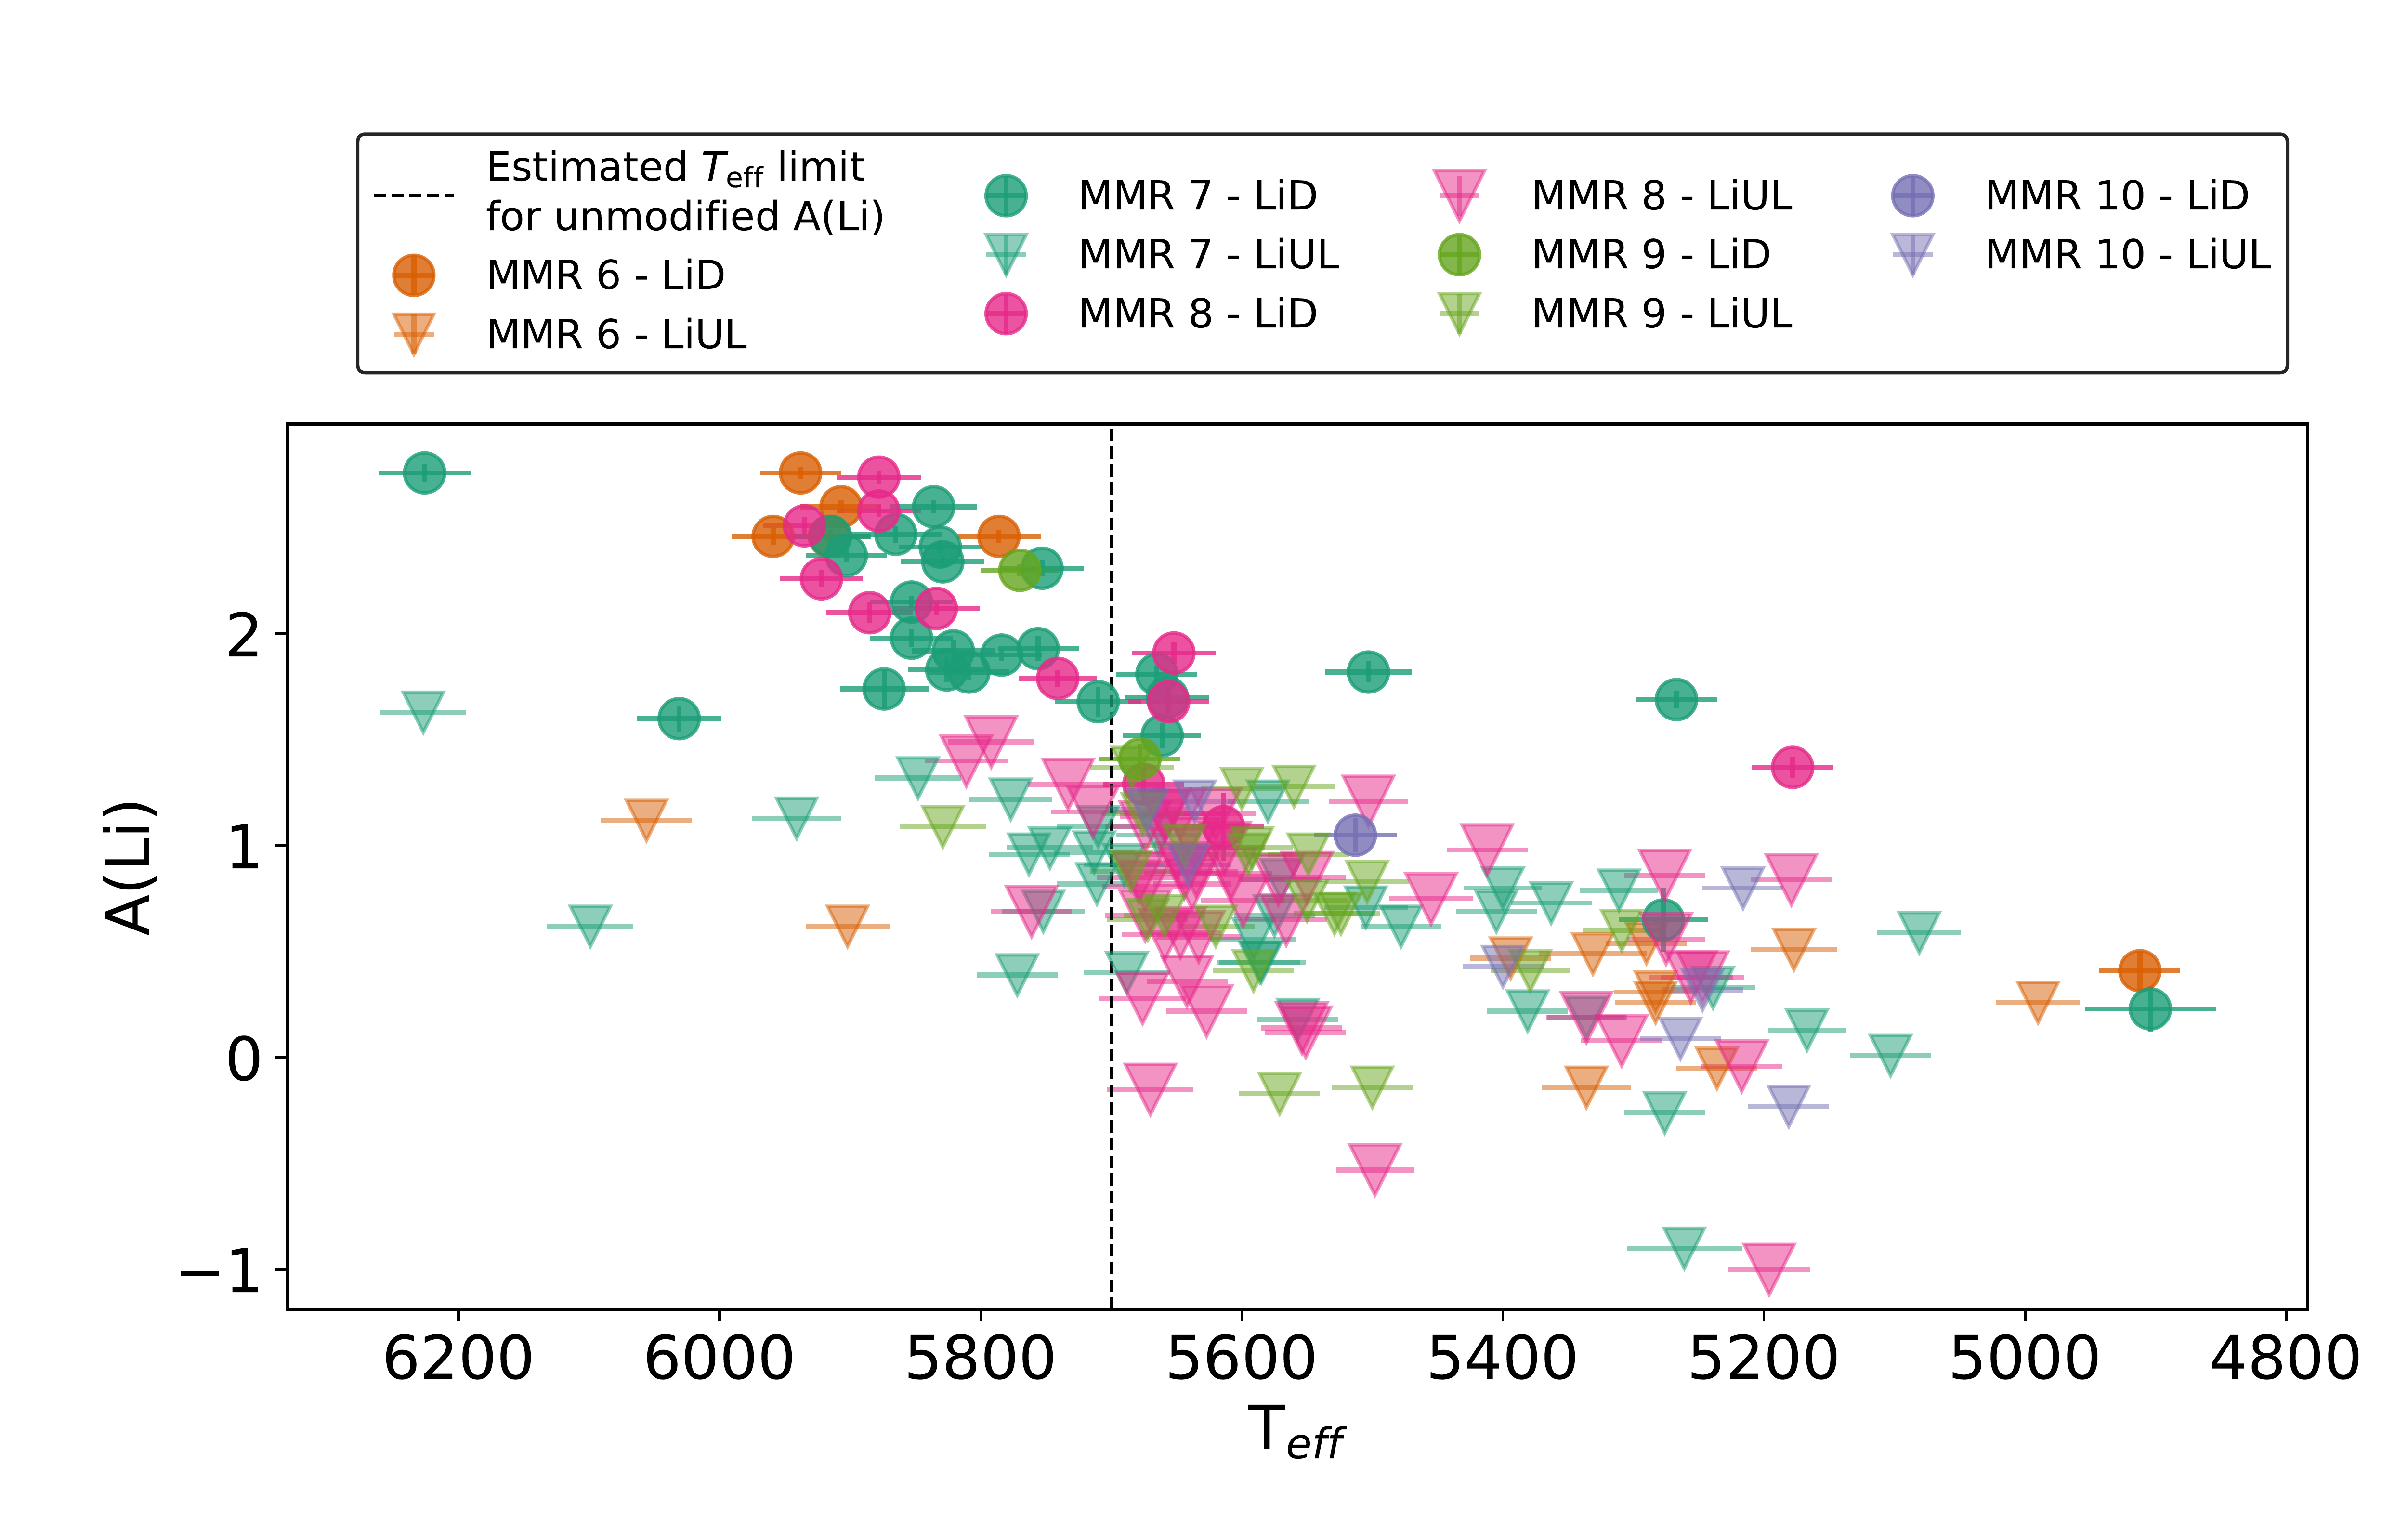 Estimated Teff limit
for unmodified A(Li)
MMR 6 - LiD
MMR 6 - LiUL
MMR 7 - LiD
MMR 7 - LiUL
MMR 8 - LiD
MMR 8 - LiUL
MMR 9 - LiD
MMR 9 - LiUL
MMR 10 - LiD
MMR 10 - LiUL
A(Li)
2
1
0
−1
6200 6000 5800 5600 5400 5200 5000 4800
Teff